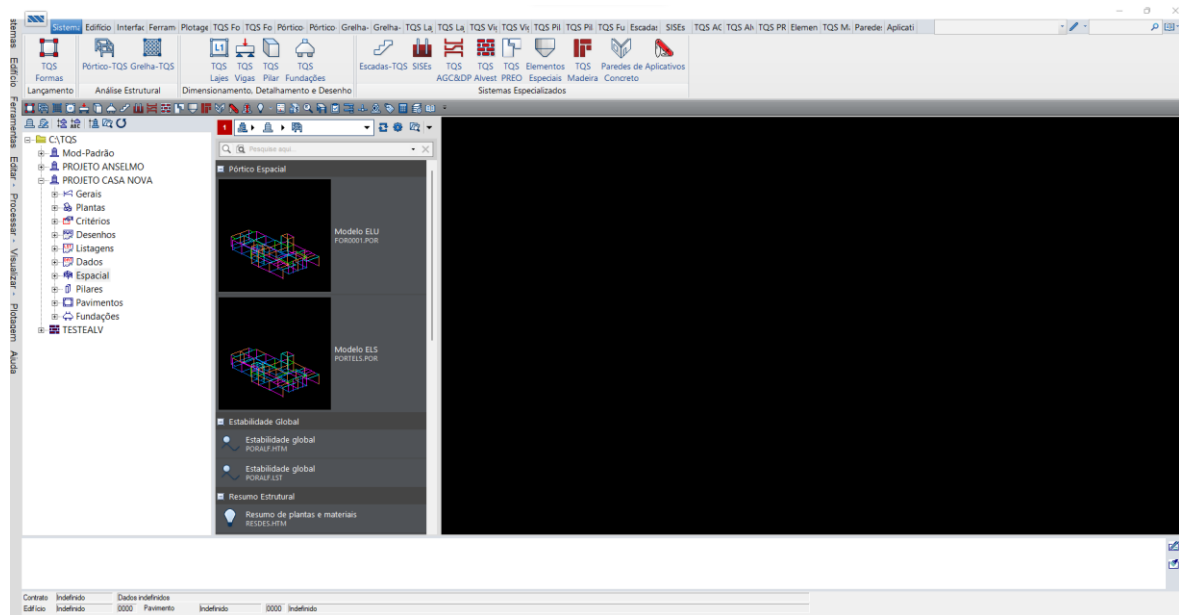 Sistema Edifício Interfac Ferram Plotage TQS Fo TQS Fo Pórtico- Pórtico- Grelha- Grelha- TQS La TQS La TQS Vi TQS Vi TQS Pil TQS Pil TQS Fu Escadas SISEs TQS AC TQS Alv TQS PR Elemen TQS M Parede: Aplicati
TQS Formas
Pórtico-TQS Grelha-TQS
TQS Lajes
TQS Vigas
TQS Pilar
TQS Fundações
Escadas-TQS SISEs
TQS AGC&DP
TQS Alvest
TQS PREO
Elementos Especiais
TQS Madeira
Paredes de Concreto
Aplicativos
Lançamento
Análise Estrutural
Dimensionamento, Detalhamento e Desenho
Sistemas Especializados
stemas Edifício Ferramentas Editar - Processar - Visualizar - Plotagem Ajuda
C:\TQS
Mod-Padrão
PROJETO ANSELMO
PROJETO CASA NOVA
Gerais
Plantas
Critérios
Desenhos
Listagens
Dados
Espacial
Pilares
Pavimentos
Fundações
TESTEALV
1
Pesquise aqui...
Pórtico Espacial
Modelo ELU
FOR0001.POR
Modelo ELS
PORTELS.POR
Estabilidade Global
Estabilidade global
PORALF.HTM
Estabilidade global
PORALF.LST
Resumo Estrutural
Resumo de plantas e materiais
RESDES.HTM
Contrato Indefinido Dados indefinidos
Edifício Indefinido 0000 Pavimento Indefinido 0000 Indefinido